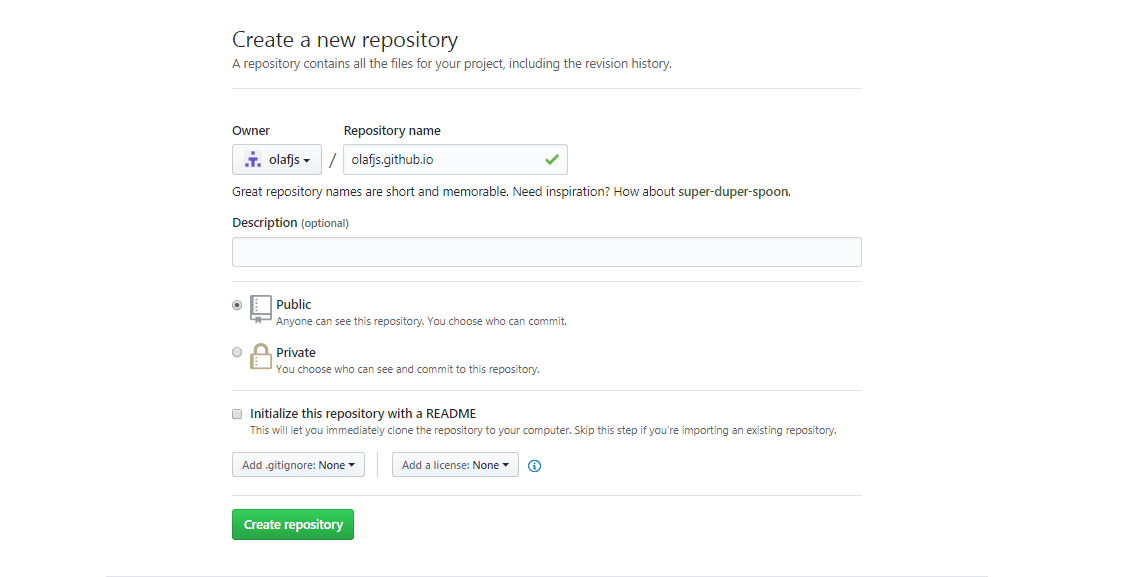 Create a new repository
A repository contains all the files for your project, including the revision history.
Owner
Repository name
olafjs / olafjs.github.io
Great repository names are short and memorable. Need inspiration? How about super-duper-spoon.
Description (optional)
Public
Anyone can see this repository. You choose who can commit.
Private
You choose who can see and commit to this repository.
Initialize this repository with a README
This will let you immediately clone the repository to your computer. Skip this step if you're importing an existing repository.
Add .gitignore: None
Add a license: None
Create repository